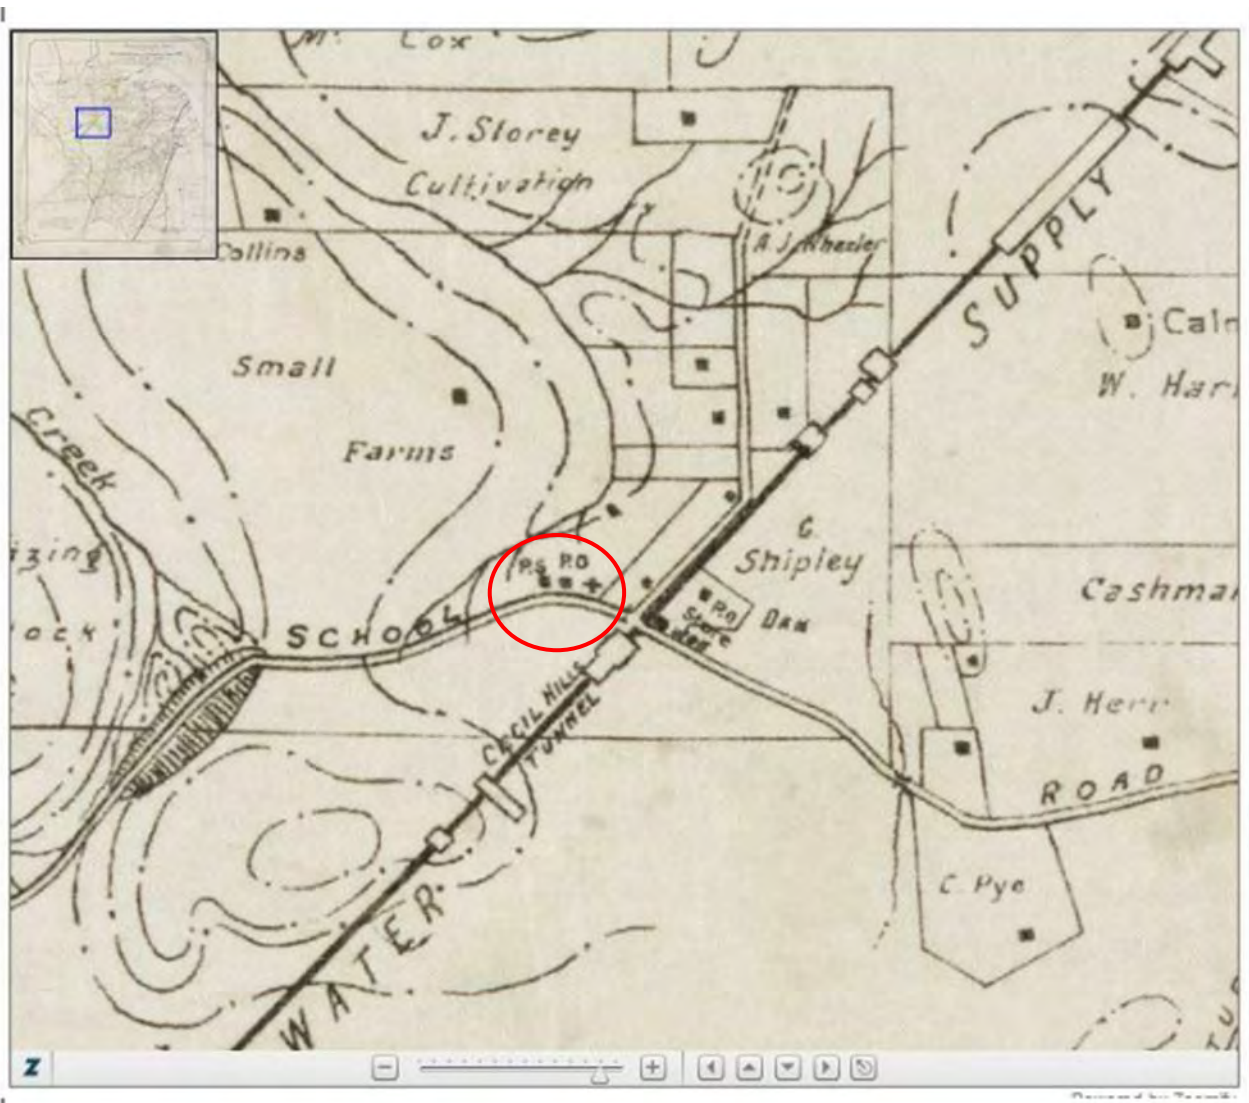 Cox
J. Storey
Cultivation
Collins
A. J. Wheeler
SUPPLY
Small
W. Har
Farms
Creek
G.
Shipley
P.S P.O
Cashma
SCHOOL
P.O
Store
Dam
J. Herr
CECIL HILLS
TUNNEL
ROAD
C. Pye
WATER
Z